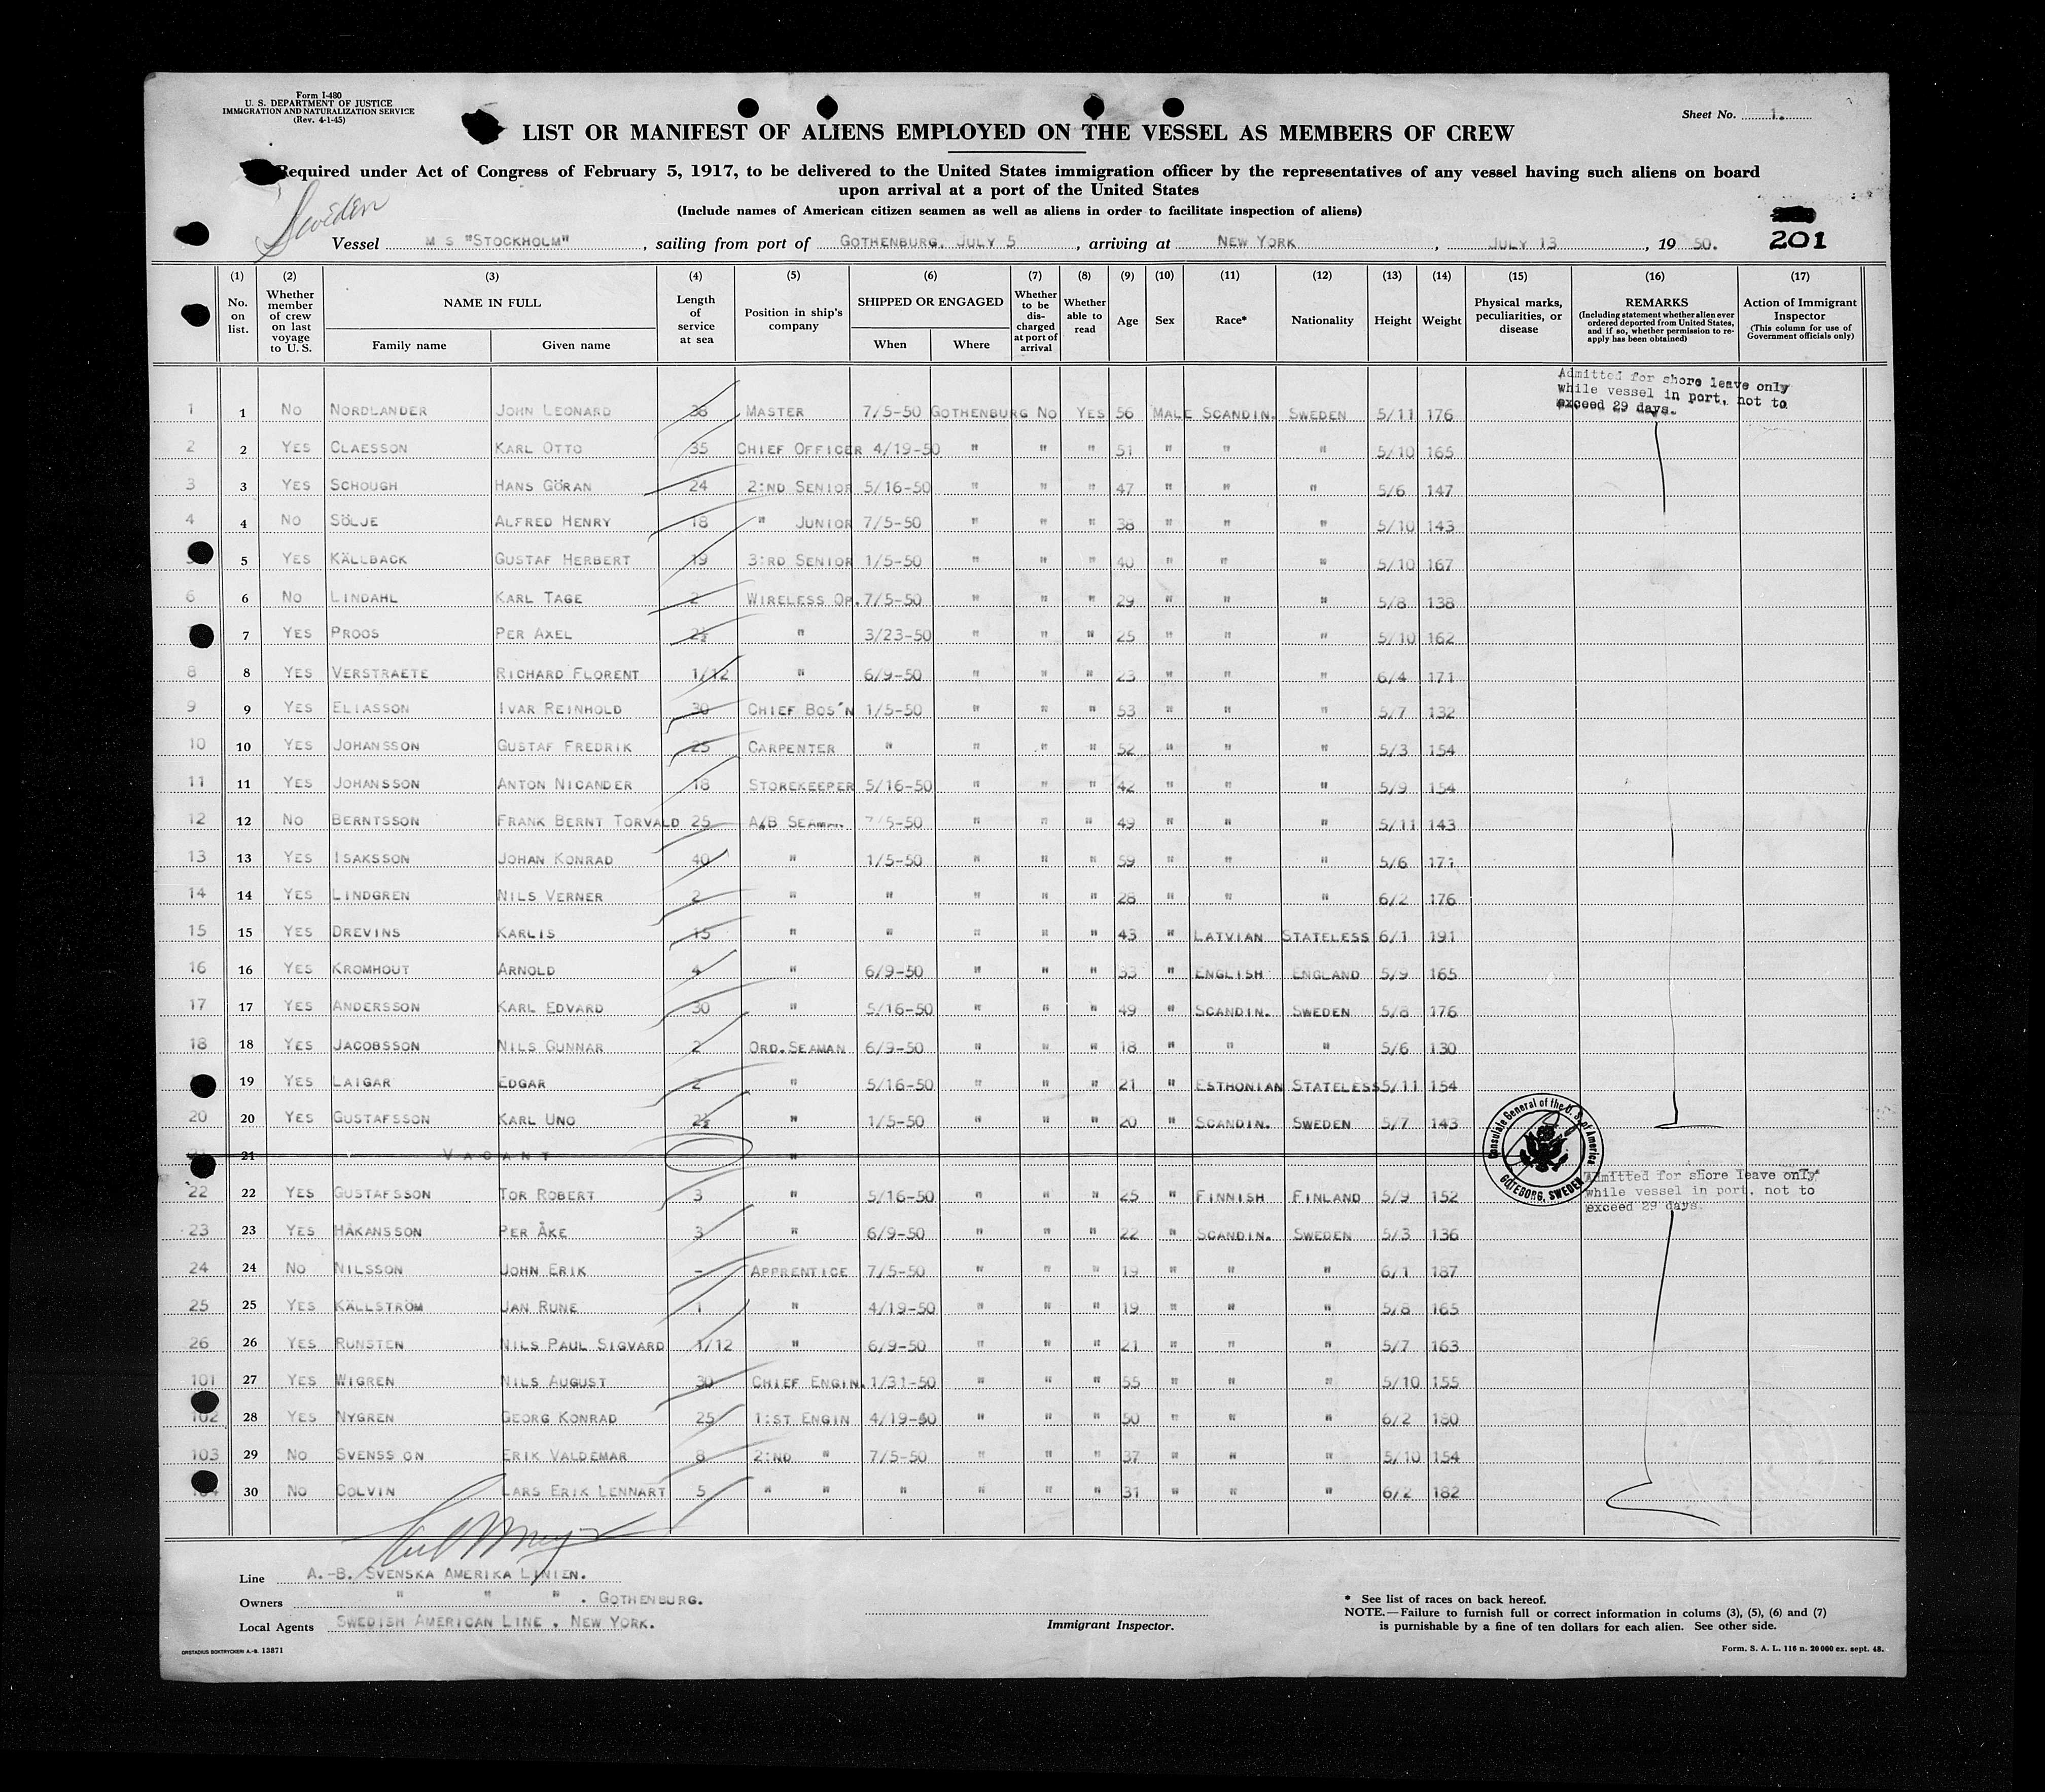 Form I-480
U. S. DEPARTMENT OF JUSTICE
IMMIGRATION AND NATURALIZATION SERVICE
(Rev. 4-1-45)
Sheet No. 1.
LIST OR MANIFEST OF ALIENS EMPLOYED ON THE VESSEL AS MEMBERS OF CREW
Required under Act of Congress of February 5, 1917, to be delivered to the United States immigration officer by the representatives of any vessel having such aliens on board
upon arrival at a port of the United States
(Include names of American citizen seamen as well as aliens in order to facilitate inspection of aliens)
Sweden
Vessel M S "STOCKHOLM" , sailing from port of GOTHENBURG, JULY 5 , arriving at NEW YORK , JULY 13 , 19 50. 201
(1) (2) (3) (4) (5) (6) (7) (8) (9) (10) (11) (12) (13) (14) (15) (16) (17)
No. on list. Whether member of crew on last voyage to U. S. NAME IN FULL Family name Given name Length of service at sea Position in ship's company SHIPPED OR ENGAGED When Where Whether to be discharged at port of arrival Whether able to read Age Sex Race* Nationality Height Weight Physical marks, peculiarities, or disease REMARKS (Including statement whether alien ever ordered deported from United States, and if so, whether permission to reapply has been obtained) Action of Immigrant Inspector (This column for use of Government officials only)
Admitted for shore leave only
while vessel in port, not to
exceed 29 days.
1 1 NO NORDLANDER JOHN LEONARD 38 MASTER 7/5-50 GOTHENBURG NO YES 56 MALE SCANDIN. SWEDEN 5/11 176
2 2 YES CLAESSON KARL OTTO 35 CHIEF OFFICER 4/19-50 " " " 51 " " " 5/10 165
3 3 YES SCHOUGH HANS GÖRAN 24 2:ND SENIOR 5/16-50 " " " 47 " " " 5/6 147
4 4 NO SÖLJE ALFRED HENRY 18 " JUNIOR 7/5-50 " " " 38 " " " 5/10 143
5 YES KÄLLBACK GUSTAF HERBERT 19 3:RD SENIOR 1/5-50 " " " 40 " " " 5/10 167
6 6 NO LINDAHL KARL TAGE 2 WIRELESS OP. 7/5-50 " " " 29 " " " 5/8 138
7 YES PROOS PER AXEL 2½ " 3/23-50 " " " 25 " " " 5/10 162
8 8 YES VERSTRAETE RICHARD FLORENT 1/12 " 6/9-50 " " " 23 " " " 6/4 171
9 9 YES ELIASSON IVAR REINHOLD 30 CHIEF BOS'N 1/5-50 " " " 53 " " " 5/7 132
10 10 YES JOHANSSON GUSTAF FREDRIK 25 CARPENTER " " " " 52 " " " 5/3 154
11 11 YES JOHANSSON ANTON NICANDER 18 STOREKEEPER 5/16-50 " " " 42 " " " 5/9 154
12 12 NO BERNTSSON FRANK BERNT TORVALD 25 A/B SEAMAN 7/5-50 " " " 49 " " " 5/11 143
13 13 YES ISAKSSON JOHAN KONRAD 40 " 1/5-50 " " " 59 " " " 5/6 171
14 14 YES LINDGREN NILS VERNER 2 " " " " " 28 " " " 6/2 176
15 15 YES DREVINS KARLIS 15 " " " " " 43 " LATVIAN STATELESS 6/1 191
16 16 YES KROMHOUT ARNOLD 4 " 6/9-50 " " " 33 " ENGLISH ENGLAND 5/9 165
17 17 YES ANDERSSON KARL EDVARD 30 " 5/16-50 " " " 49 " SCANDIN. SWEDEN 5/8 176
18 18 YES JACOBSSON NILS GUNNAR 2 ORD.SEAMAN 6/9-50 " " " 18 " " " 5/6 130
19 YES LAIGAR EDGAR 2 " 5/16-50 " " " 21 " ESTHONIAN STATELESS 5/11 154
20 20 YES GUSTAFSSON KARL UNO 2½ " 1/5-50 " " " 20 " SCANDIN. SWEDEN 5/7 143
21 VACANT "
Consulate General of the U. S. of America
GÖTEBORG, SWEDEN
Admitted for shore leave only
while vessel in port, not to
exceed 29 days.
22 22 YES GUSTAFSSON TOR ROBERT 3 " 5/16-50 " " " 25 " FINNISH FINLAND 5/9 152
23 23 YES HÅKANSSON PER ÅKE 3 " 6/9-50 " " " 22 " SCANDIN. SWEDEN 5/3 136
24 24 NO NILSSON JOHN ERIK - APPRENTICE 7/5-50 " " " 19 " " " 6/1 187
25 25 YES KÄLLSTRÖM JAN RUNE 1 " 4/19-50 " " " 19 " " " 5/8 165
26 26 YES RUNSTEN NILS PAUL SIGVARD 1/12 " 6/9-50 " " " 21 " " " 5/7 163
101 27 YES WIGREN NILS AUGUST 30 CHIEF ENGIN. 1/31-50 " " " 55 " " " 5/10 155
102 28 YES NYGREN GEORG KONRAD 25 1:ST ENGIN 4/19-50 " " " 50 " " " 6/2 180
103 29 NO SVENSSON ERIK VALDEMAR 8 2:ND " 7/5-50 " " " 37 " " " 5/10 154
30 NO COLVIN LARS ERIK LENNART 5 " " " " " " 31 " " " 6/2 182
Line A.-B. SVENSKA AMERIKA LINIEN.
Owners " " " . GOTHENBURG.
Local Agents SWEDISH AMERICAN LINE , NEW YORK.
Immigrant Inspector.
* See list of races on back hereof.
NOTE.—Failure to furnish full or correct information in colums (3), (5), (6) and (7)
is punishable by a fine of ten dollars for each alien. See other side.
ORSTADIUS BOKTRYCKERI A.-B. 13871
Form. S. A. L. 116 n. 20 000 ex. sept. 48.